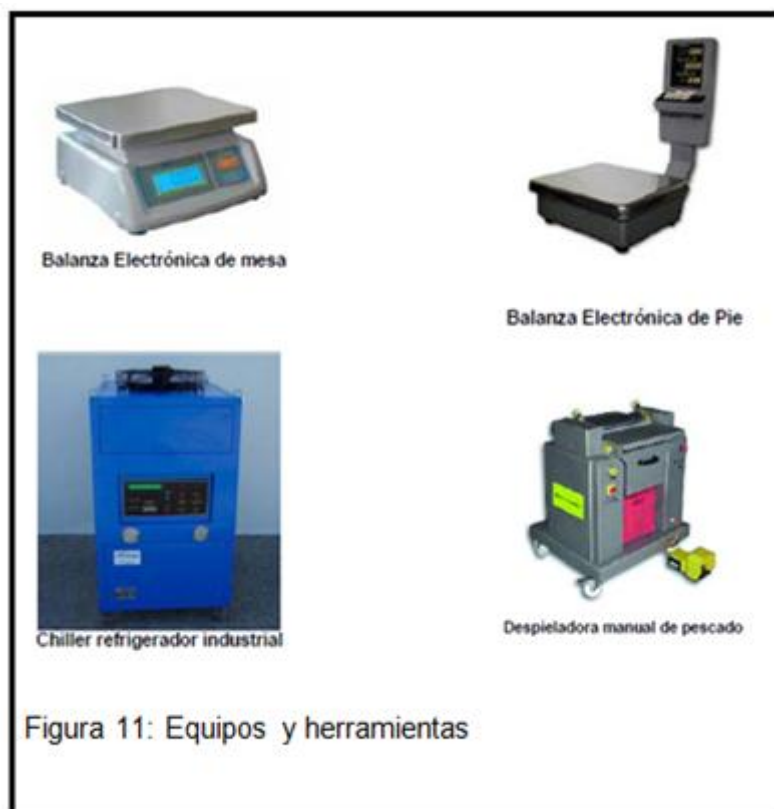 Balanza Electrónica de mesa
Balanza Electrónica de Pie
Chiller refrigerador industrial
Despieladora manual de pescado
Figura 11: Equipos y herramientas